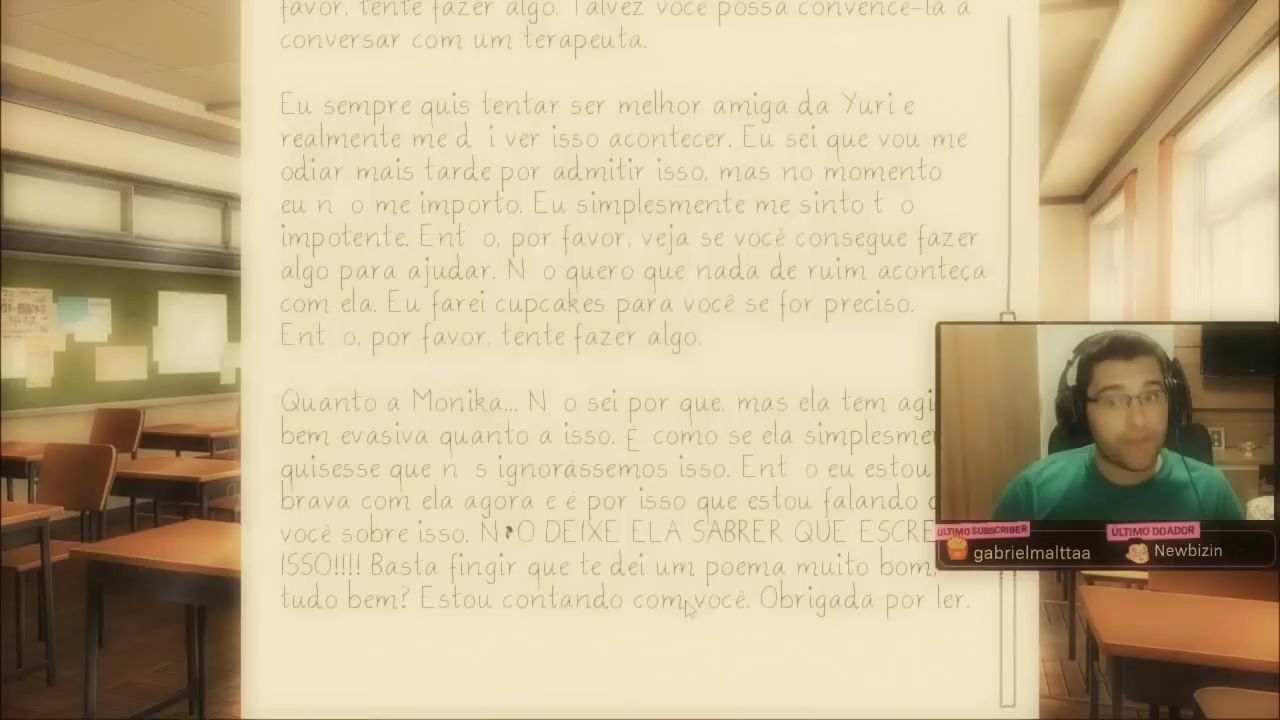 favor, tente fazer algo. Talvez você possa convencê-la a
conversar com um terapeuta.
Eu sempre quis tentar ser melhor amiga da Yuri e
realmente me d i ver isso acontecer. Eu sei que vou me
odiar mais tarde por admitir isso, mas no momento
eu n o me importo. Eu simplesmente me sinto t o
impotente. Ent o, por favor, veja se você consegue fazer
algo para ajudar. N o quero que nada de ruim aconteça
com ela. Eu farei cupcakes para você se for preciso.
Ent o, por favor, tente fazer algo.
Quanto a Monika... N o sei por que, mas ela tem agi
bem evasiva quanto a isso. É como se ela simplesme
quisesse que n s ignorássemos isso. Ent o eu estou
brava com ela agora e é por isso que estou falando
você sobre isso. N O DEIXE ELA SABRER QUE ESCRE
ISSO!!!! Basta fingir que te dei um poema muito bom,
tudo bem? Estou contando com você. Obrigada por ler.
ÚLTIMO SUBSCRIBER
ÚLTIMO DOADOR
gabrielmalttaa
Newbizin